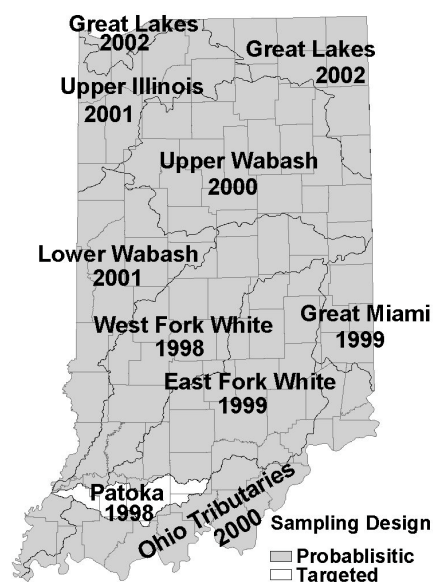 Great Lakes
2002
Great Lakes
2002
Upper Illinois
2001
Upper Wabash
2000
Lower Wabash
2001
West Fork White
1998
Great Miami
1999
East Fork White
1999
Patoka
1998
Ohio Tributaries
2000
Sampling Design
Probablisitic
Targeted